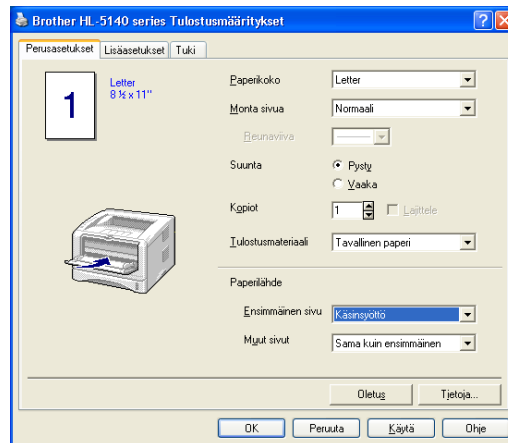 Brother HL-5140 series Tulostusmääritykset
Perusasetukset Lisäasetukset Tuki
1
Letter
8 ½ x 11"
Paperikoko Letter
Monta sivua Normaali
Reunaviiva
Suunta Pysty
Vaaka
Kopiot 1 Lajittele
Tulostusmateriaali Tavallinen paperi
Paperilähde
Ensimmäinen sivu Käsinsyöttö
Muut sivut Sama kuin ensimmäinen
Oletus Tietoja...
OK Peruuta Käytä Ohje